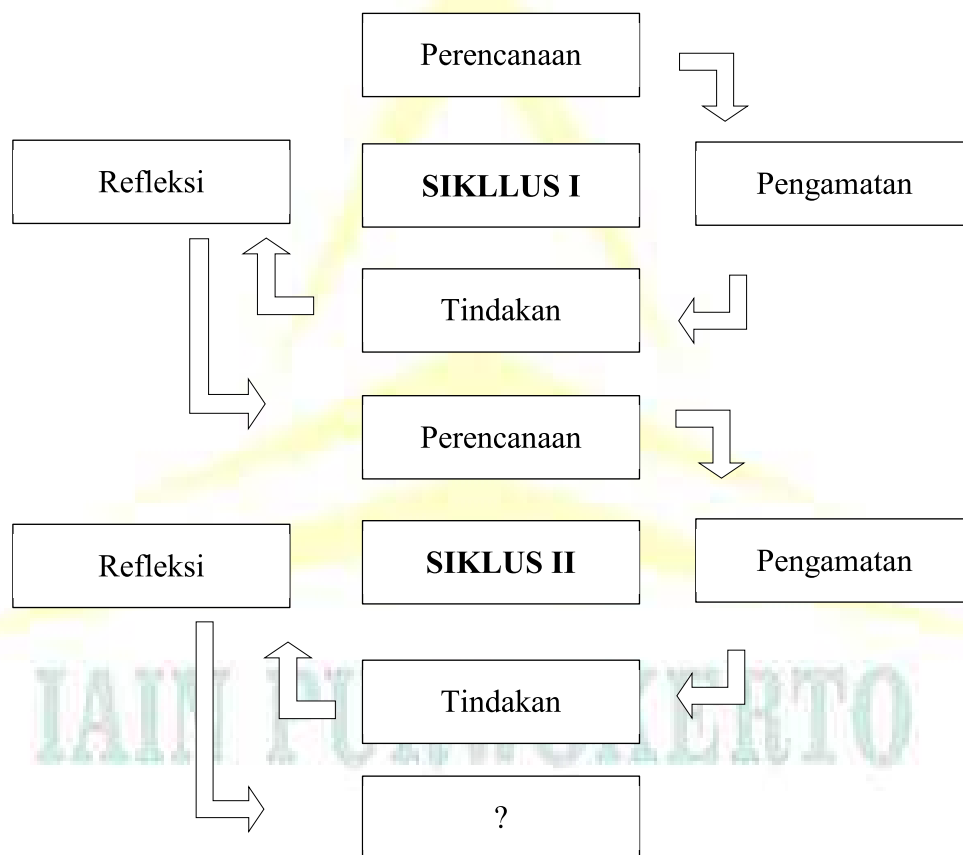 Perencanaan
Refleksi
SIKLLUS I
Pengamatan
Tindakan
Perencanaan
Refleksi
SIKLUS II
Pengamatan
Tindakan
IAIN PURWOKERTO
?